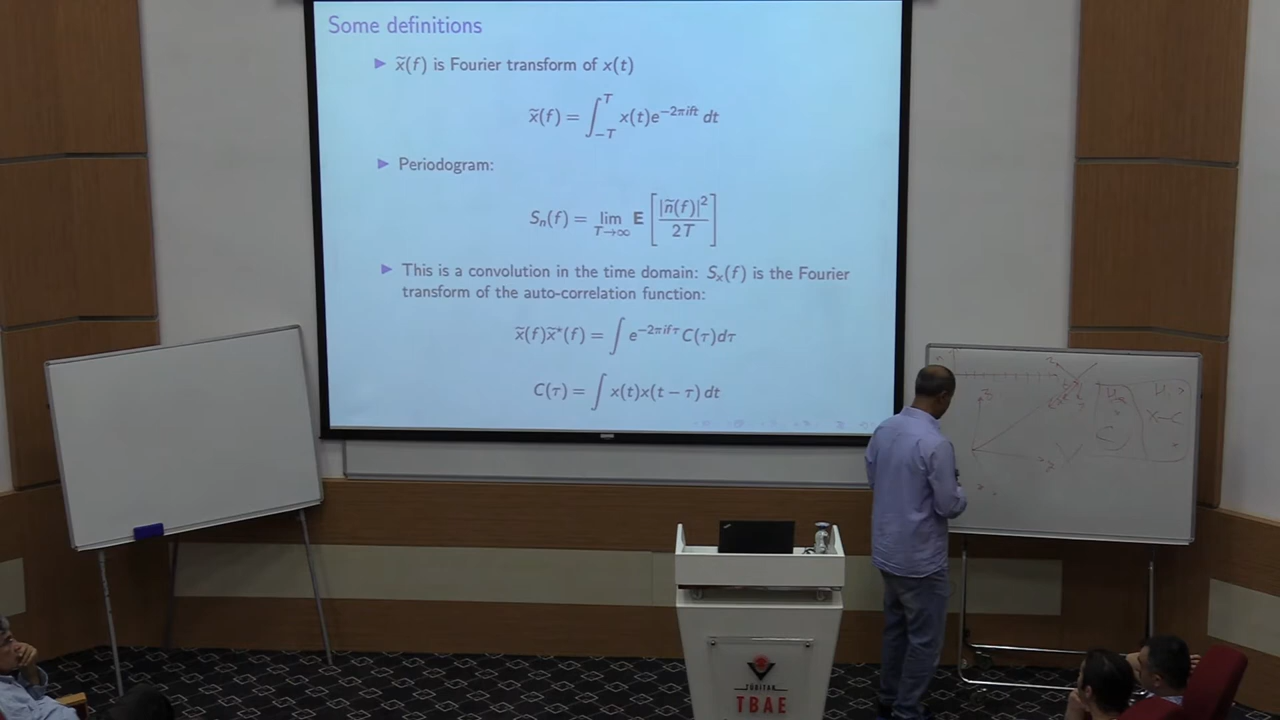 Some definitions
► x̃(f) is Fourier transform of x(t)
x̃(f) = ∫_{-T}^{T} x(t)e^{-2πift} dt
► Periodogram:
S_n(f) = lim_{T→∞} E [ |ñ(f)|² / 2T ]
► This is a convolution in the time domain: S_x(f) is the Fourier
transform of the auto-correlation function:
x̃(f)x̃*(f) = ∫ e^{-2πifτ} C(τ)dτ
C(τ) = ∫ x(t)x(t − τ) dt
TÜBİTAK
TBAE